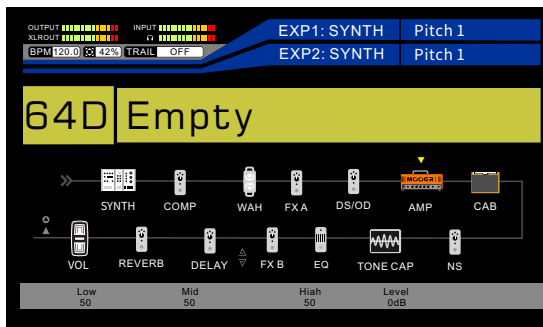 OUTPUT INPUT
XLROUT
BPM 120.0 42% TRAIL OFF
EXP1: SYNTH Pitch 1
EXP2: SYNTH Pitch 1
64D Empty
MOOER
SYNTH COMP WAH FX A DS/OD AMP CAB
VOL REVERB DELAY FX B EQ TONE CAP NS
Low Mid Hiah Level
50 50 50 0dB